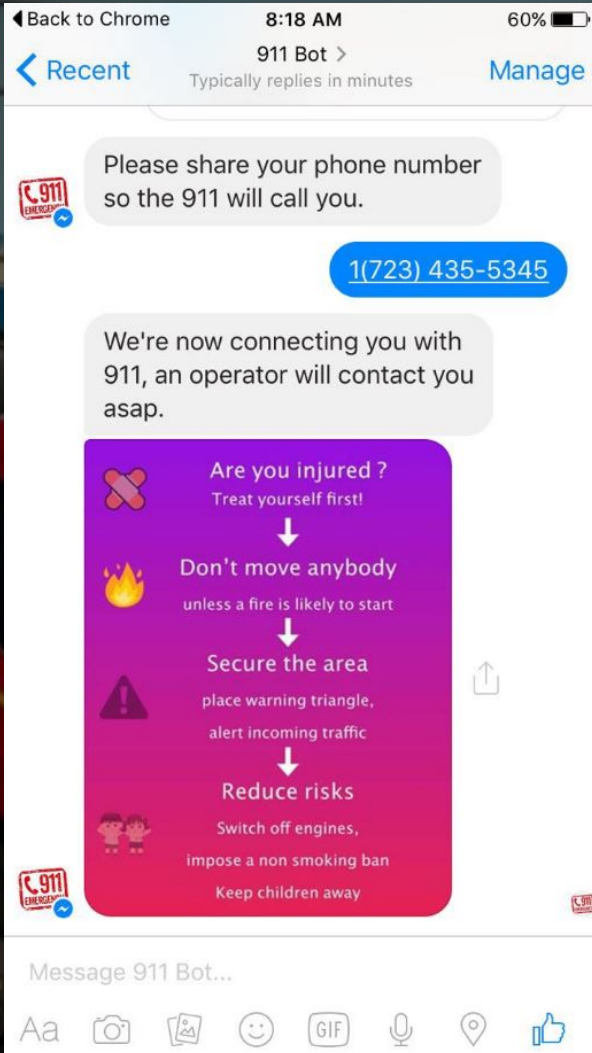 Back to Chrome 8:18 AM 60%
Recent 911 Bot > Manage
Typically replies in minutes
Please share your phone number
so the 911 will call you.
911
1(723) 435-5345
We're now connecting you with
911, an operator will contact you
asap.
Are you injured ?
Treat yourself first!
Don't move anybody
unless a fire is likely to start
Secure the area
place warning triangle,
alert incoming traffic
Reduce risks
Switch off engines,
impose a non smoking ban
Keep children away
911
Message 911 Bot...
Aa GIF